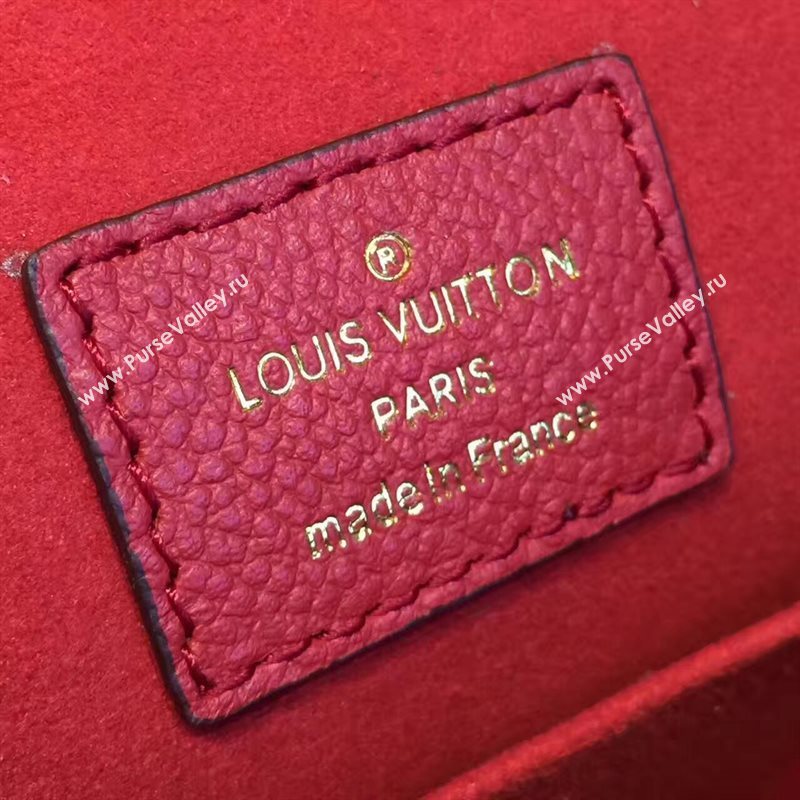 ®
LOUIS VUITTON
PARIS
made in France
www.PurseValley.ru
www.PurseValley.ru